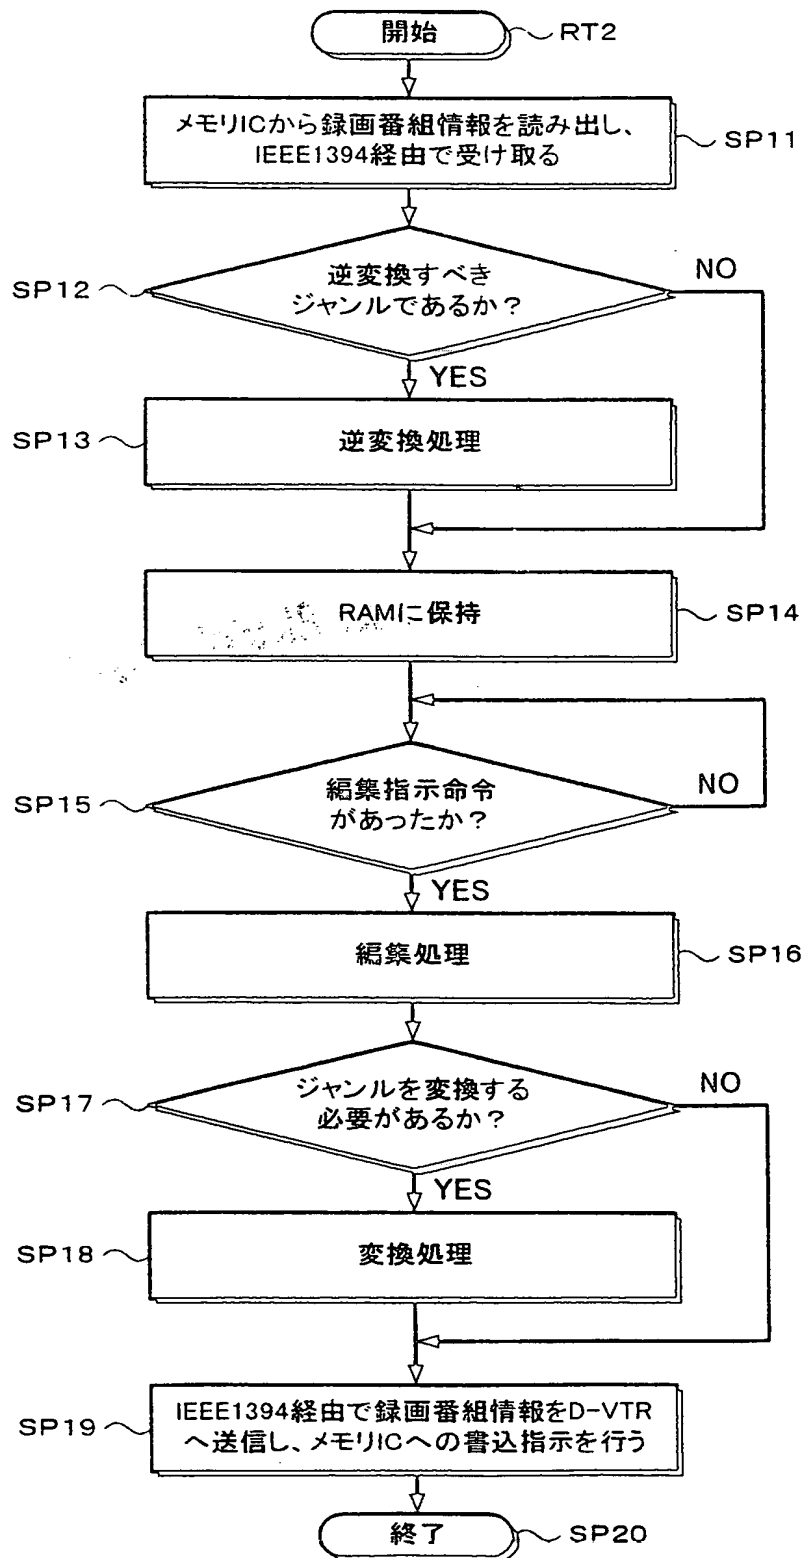 開始
RT2
メモリICから録画番組情報を読み出し、
IEEE1394経由で受け取る
SP11
SP12
逆変換すべき
ジャンルであるか?
NO
YES
SP13
逆変換処理
RAMに保持
SP14
SP15
編集指示命令
があったか?
NO
YES
編集処理
SP16
SP17
ジャンルを変換する
必要があるか?
NO
YES
SP18
変換処理
SP19
IEEE1394経由で録画番組情報をD-VTR
へ送信し、メモリICへの書込指示を行う
終了
SP20